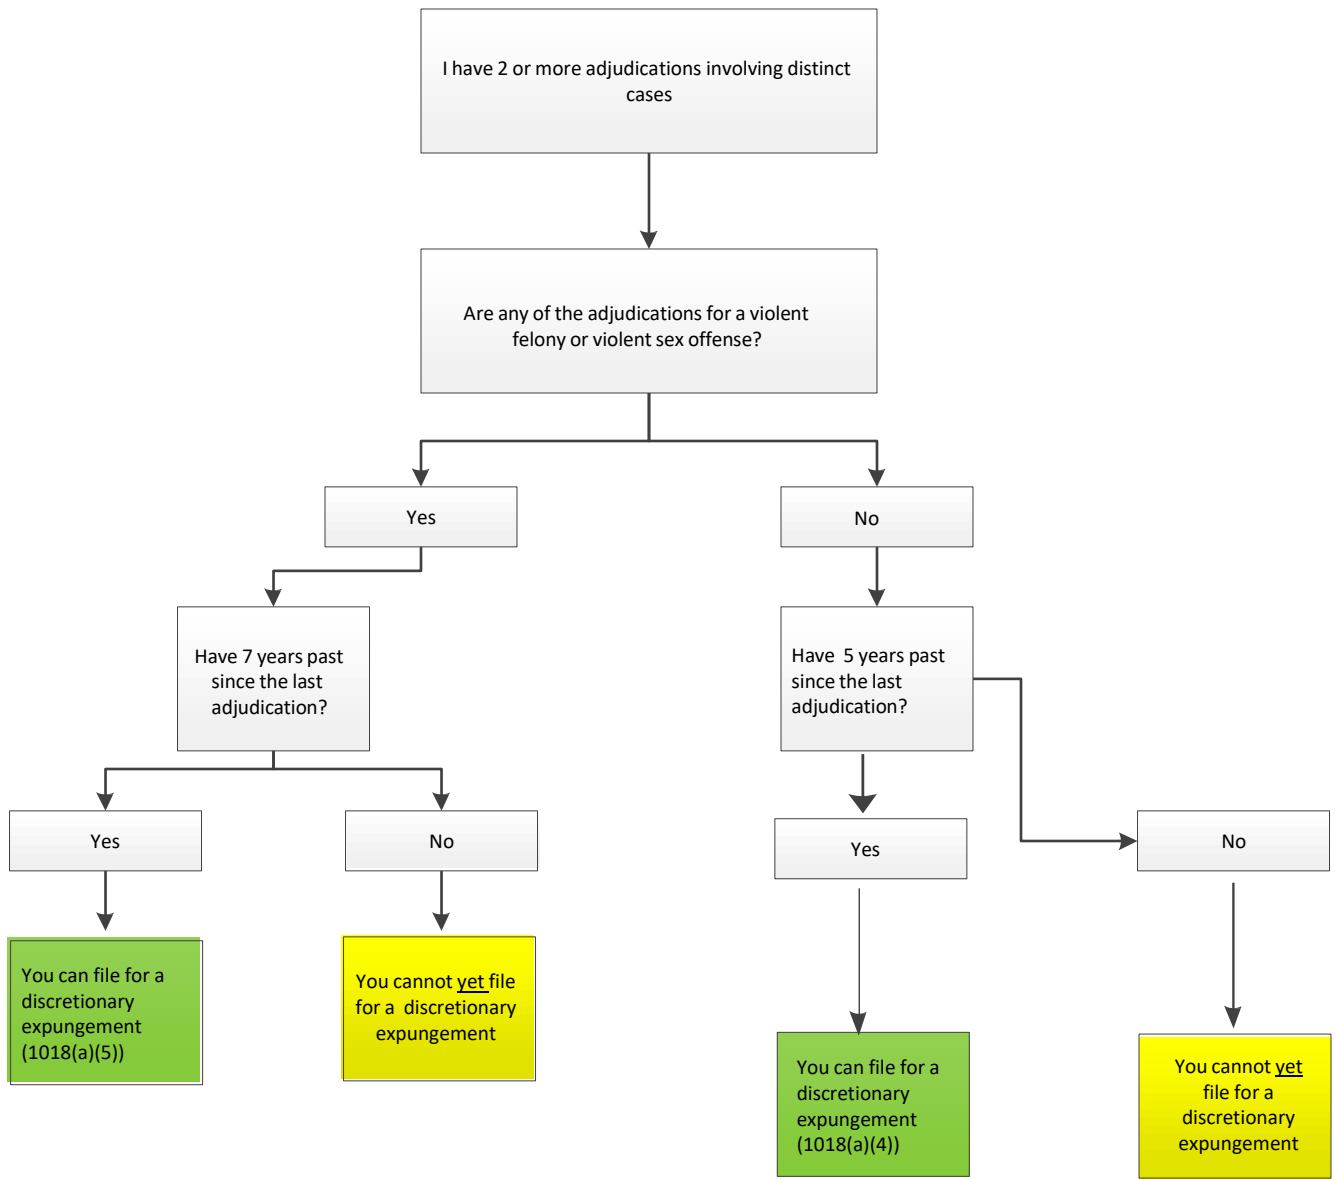 I have 2 or more adjudications involving distinct
cases
Are any of the adjudications for a violent
felony or violent sex offense?
Yes
No
Have 7 years past
since the last
adjudication?
Have 5 years past
since the last
adjudication?
Yes
No
Yes
No
You can file for a
discretionary
expungement
(1018(a)(5))
You cannot yet file
for a discretionary
expungement
You can file for a
discretionary
expungement
(1018(a)(4))
You cannot yet
file for a
discretionary
expungement